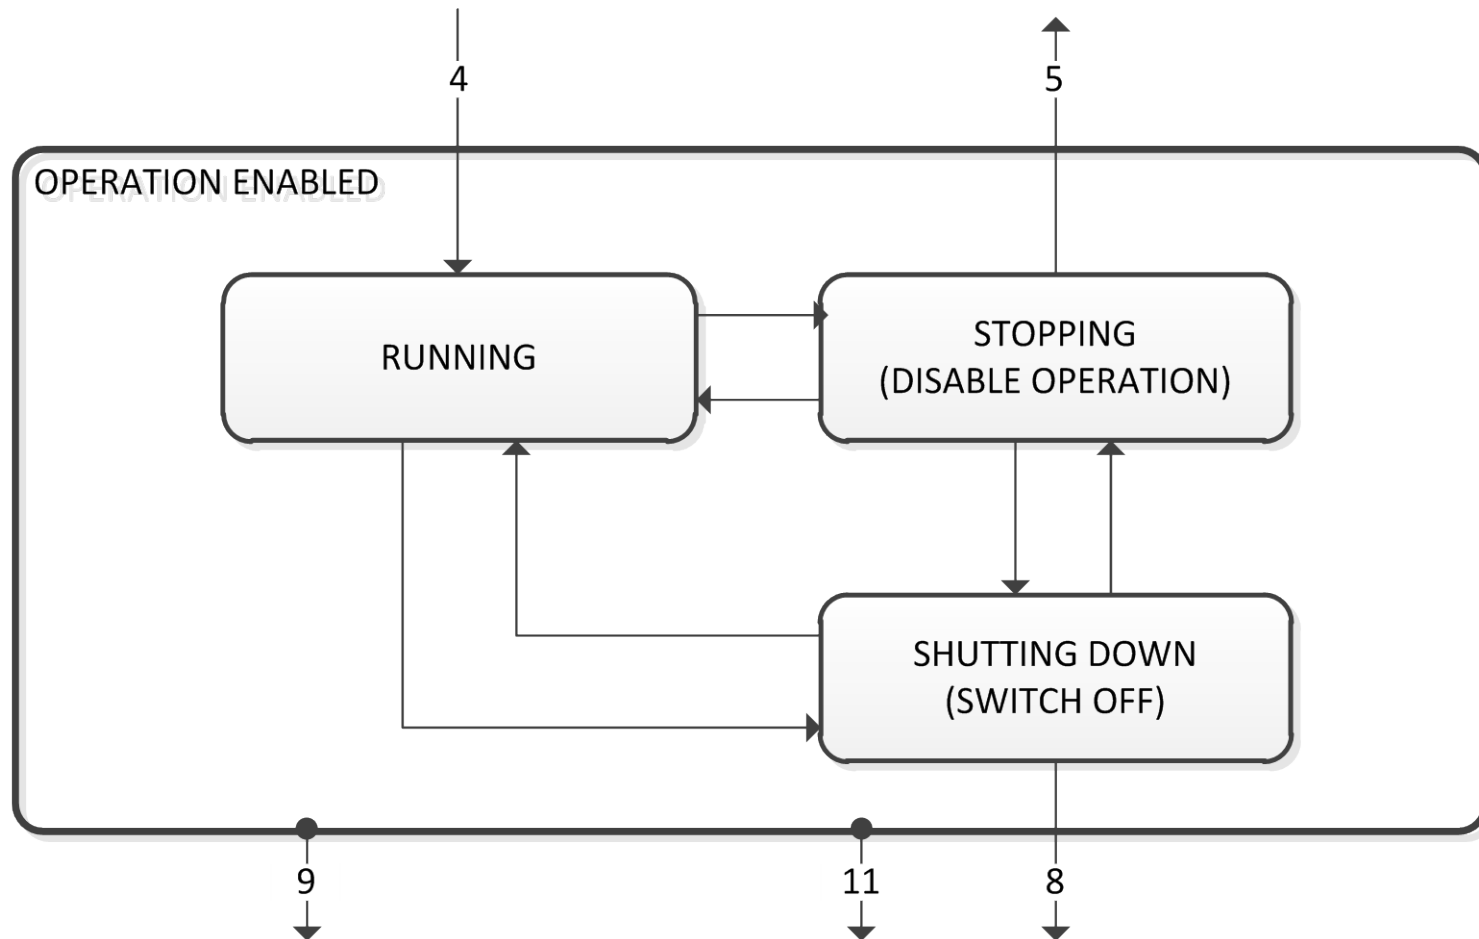 4
5
OPERATION ENABLED
RUNNING
STOPPING
(DISABLE OPERATION)
SHUTTING DOWN
(SWITCH OFF)
9
11
8